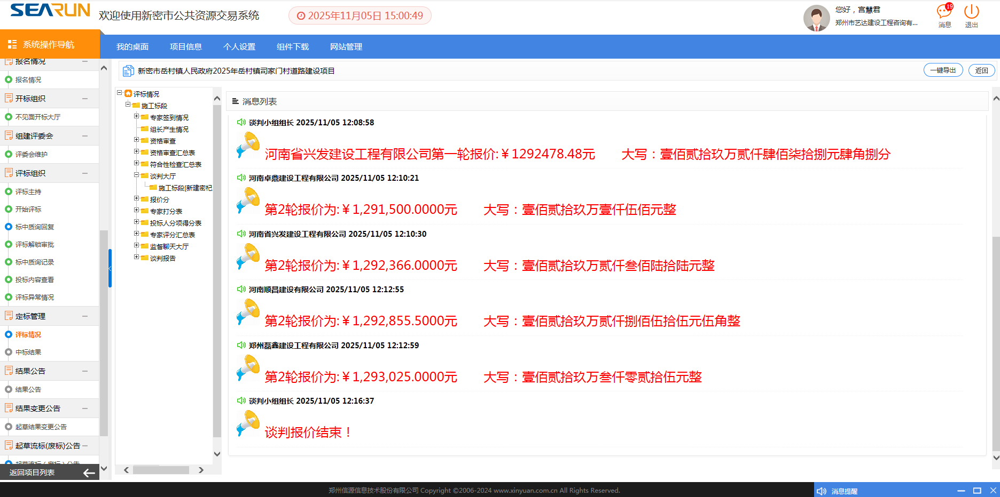 SEARUN 欢迎使用新密市公共资源交易系统
2025年11月05日 15:00:49
您好，宫慧君
郑州市艺达建设工程咨询有...
19
消息
退出
系统操作导航
我的桌面 项目信息 个人设置 组件下载 网站管理
报名情况
报名情况
开标组织
不见面开标大厅
组建评委会
评委会维护
评标组织
评标主持
开始评标
标中质询回复
评标解锁审批
标中质询记录
投标内容查看
评标异常情况
定标管理
评标情况
中标结果
结果公告
结果公告
结果变更公告
起草结果变更公告
起草流标(废标)公告
起草流标（废标）公告
返回项目列表
新密市岳村镇人民政府2025年岳村镇司家门村道路建设项目
一键导出
返回
评标情况
施工标段
专家签到情况
组长产生情况
资格审查
资格审查汇总表
符合性检查汇总表
谈判大厅
施工标段[新建密杞
报价分
专家打分表
投标人分项得分表
专家评分汇总表
监督聊天大厅
谈判报告
消息列表
谈判小组组长 2025/11/05 12:08:58
河南省兴发建设工程有限公司第一轮报价:￥1292478.48元 大写：壹佰贰拾玖万贰仟肆佰柒拾捌元肆角捌分
河南卓鼎建设工程有限公司 2025/11/05 12:10:21
第2轮报价为:￥1,291,500.0000元 大写：壹佰贰拾玖万壹仟伍佰元整
河南省兴发建设工程有限公司 2025/11/05 12:10:30
第2轮报价为:￥1,292,366.0000元 大写：壹佰贰拾玖万贰仟叁佰陆拾陆元整
河南顺昌建设有限公司 2025/11/05 12:12:55
第2轮报价为:￥1,292,855.5000元 大写：壹佰贰拾玖万贰仟捌佰伍拾伍元伍角整
郑州磊鑫建设工程有限公司 2025/11/05 12:12:59
第2轮报价为:￥1,293,025.0000元 大写：壹佰贰拾玖万叁仟零贰拾伍元整
谈判小组组长 2025/11/05 12:16:37
谈判报价结束！
郑州信源信息技术股份有限公司 Copyright ©2006-2024 www.xinyuan.com.cn All Rights Reserved.
消息提醒